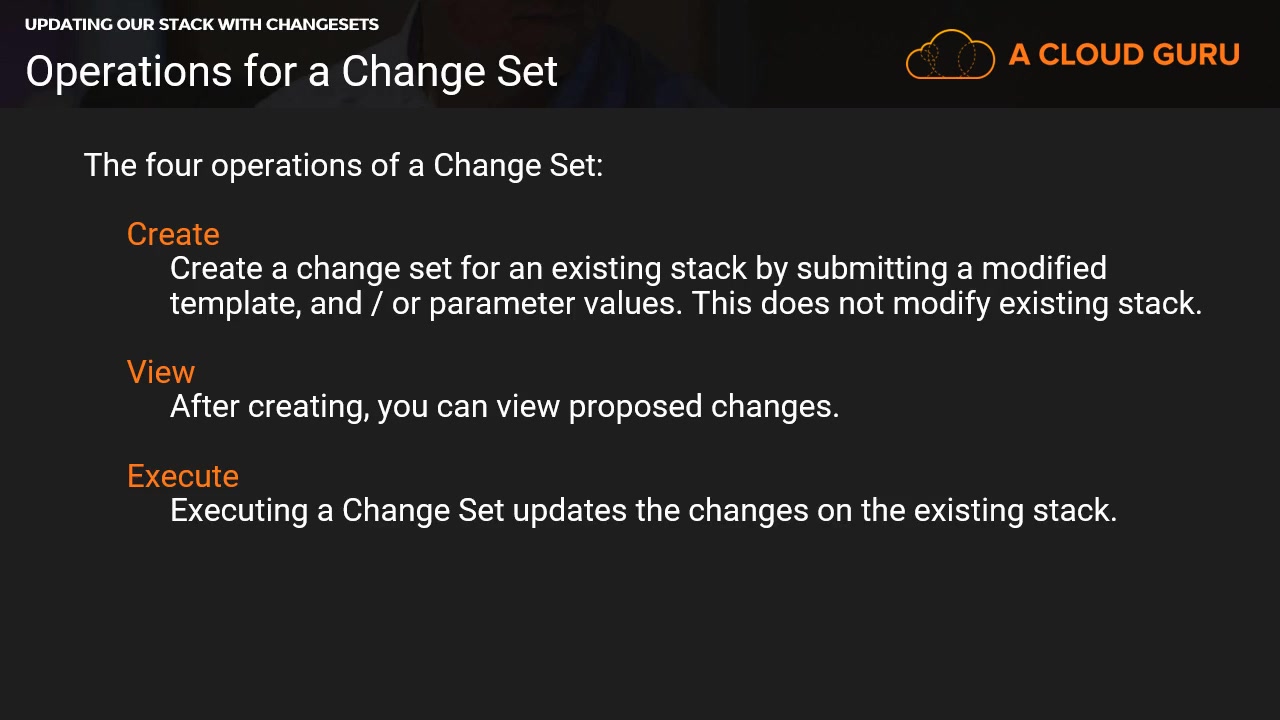 UPDATING OUR STACK WITH CHANGESETS
Operations for a Change Set
A CLOUD GURU
The four operations of a Change Set:
Create
Create a change set for an existing stack by submitting a modified
template, and / or parameter values. This does not modify existing stack.
View
After creating, you can view proposed changes.
Execute
Executing a Change Set updates the changes on the existing stack.